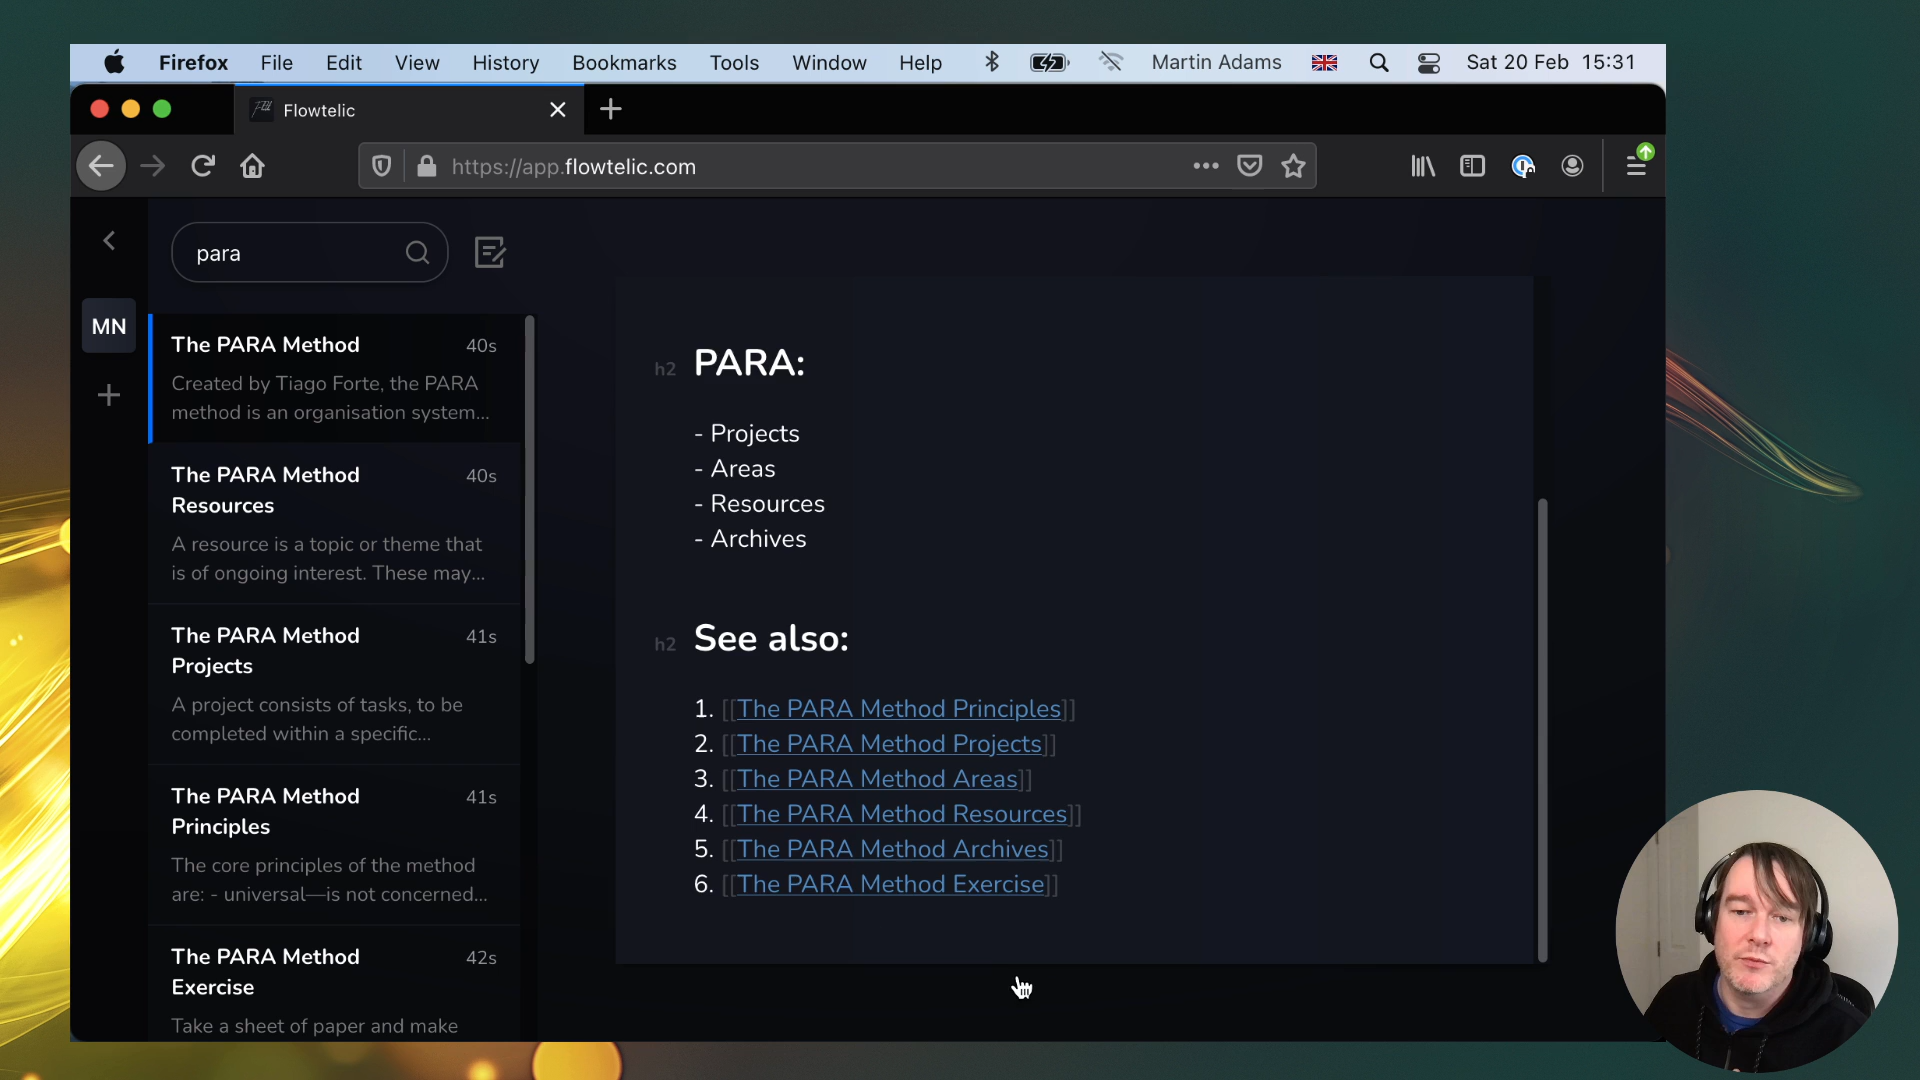 Firefox File Edit View History Bookmarks Tools Window Help Martin Adams Sat 20 Feb 15:31
Flowtelic
https://app.flowtelic.com
para
MN
The PARA Method 40s
Created by Tiago Forte, the PARA
method is an organisation system...
The PARA Method 40s
Resources
A resource is a topic or theme that
is of ongoing interest. These may...
The PARA Method 41s
Projects
A project consists of tasks, to be
completed within a specific...
The PARA Method 41s
Principles
The core principles of the method
are: - universal—is not concerned...
The PARA Method 42s
Exercise
Take a sheet of paper and make
h2 PARA:
- Projects
- Areas
- Resources
- Archives
h2 See also:
1. [[The PARA Method Principles]]
2. [[The PARA Method Projects]]
3. [[The PARA Method Areas]]
4. [[The PARA Method Resources]]
5. [[The PARA Method Archives]]
6. [[The PARA Method Exercise]]